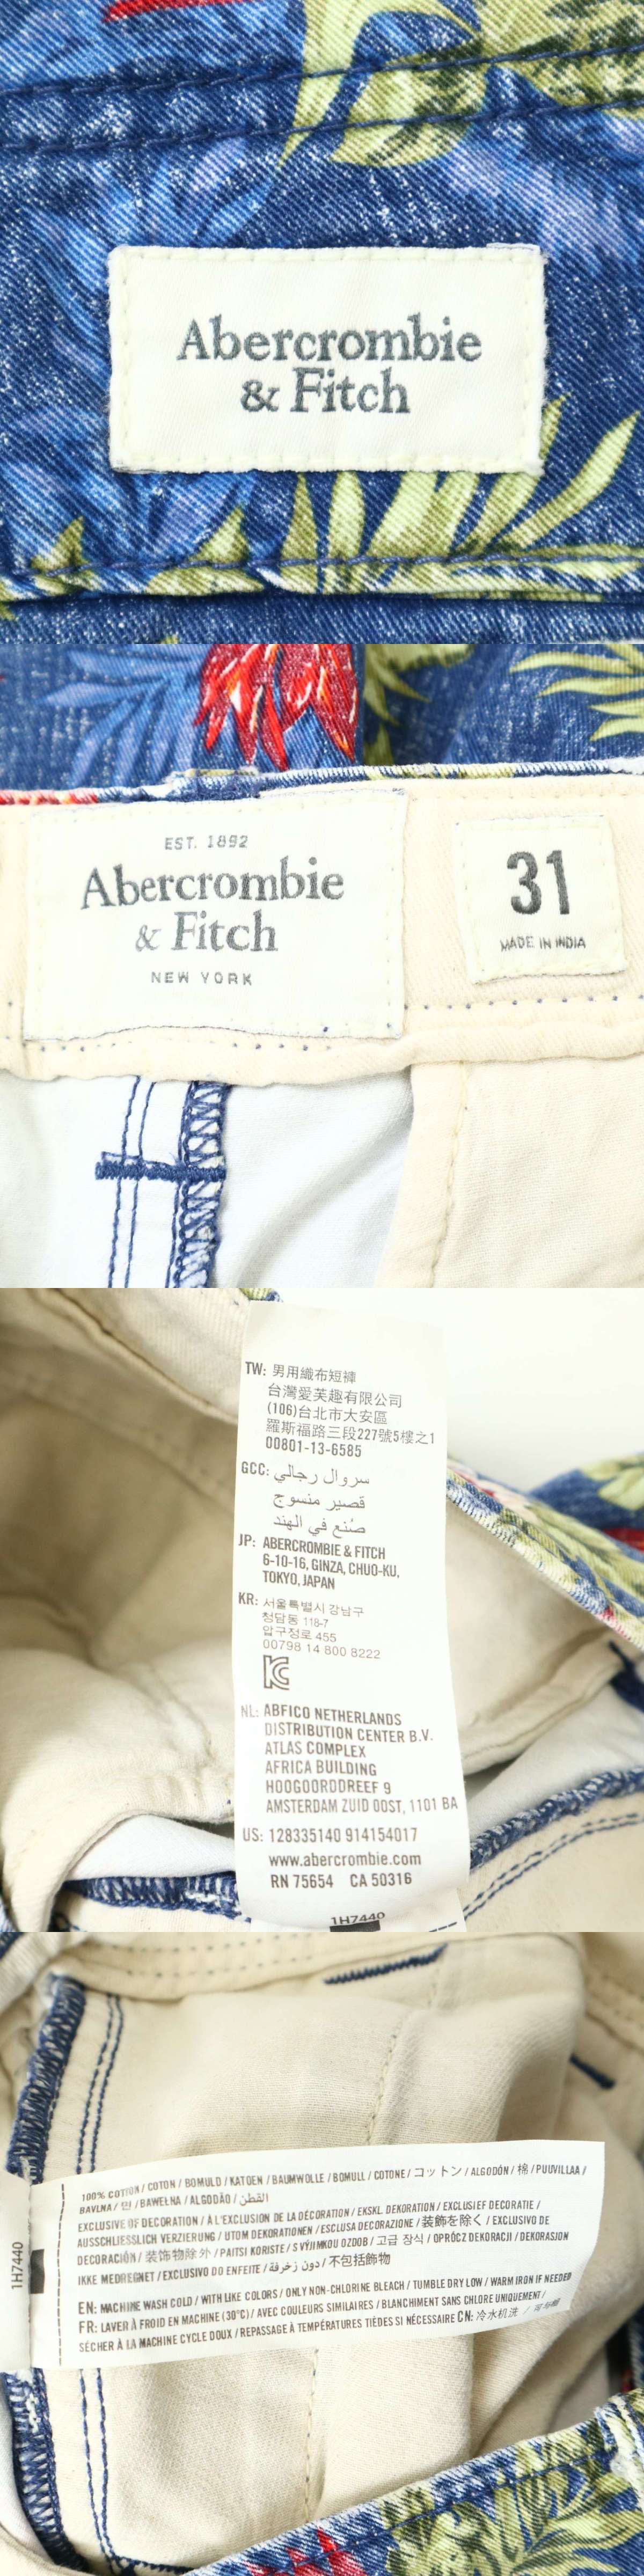 Abercrombie
& Fitch
EST. 1892
Abercrombie
& Fitch
NEW YORK
31
MADE IN INDIA
TW: 男用織布短褲
台灣愛芙趣有限公司
(106)台北市大安區
羅斯福路三段227號5樓之1
00801-13-6585
GCC: سروال رجالي
قصير منسوج
صُنع في الهند
JP: ABERCROMBIE & FITCH
6-10-16, GINZA, CHUO-KU,
TOKYO, JAPAN
KR: 서울특별시 강남구
청담동 118-7
압구정로 455
00798 14 800 8222
NL: ABFICO NETHERLANDS
DISTRIBUTION CENTER B.V.
ATLAS COMPLEX
AFRICA BUILDING
HOOGOORDDREEF 9
AMSTERDAM ZUID OOST, 1101 BA
US: 128335140 914154017
www.abercrombie.com
RN 75654 CA 50316
1H7440
1H7440
100% COTTON / COTON / BOMULD / KATOEN / BAUMWOLLE / BOMULL / COTONE / コットン / ALGODÓN / 棉 / PUUVILLAA /
BAVLNA / 면 / BAWEŁNA / ALGODÃO / القطن
EXCLUSIVE OF DECORATION / À L'EXCLUSION DE LA DÉCORATION / EKSKL. DEKORATION / EXCLUSIEF DECORATIE /
AUSSCHLIESSLICH VERZIERUNG / UTOM DEKORATIONEN / ESCLUSA DECORAZIONE / 装飾を除く / EXCLUSIVO DE
DECORACIÓN / 装饰物除外 / PAITSI KORISTE / S VÝJIMKOU OZDOB / 고급 장식 / OPRÓCZ DEKORACJI / DEKORASJON
IKKE MEDREGNET / EXCLUSIVO DO ENFEITE / دون زخرفة / 不包括飾物
EN: MACHINE WASH COLD / WITH LIKE COLORS / ONLY NON-CHLORINE BLEACH / TUMBLE DRY LOW / WARM IRON IF NEEDED
FR: LAVER À FROID EN MACHINE (30°C) / AVEC COULEURS SIMILAIRES / BLANCHIMENT SANS CHLORE UNIQUEMENT /
SÉCHER À LA MACHINE CYCLE DOUX / REPASSAGE À TEMPÉRATURES TIÈDES SI NÉCESSAIRE CN: 冷水机洗 /